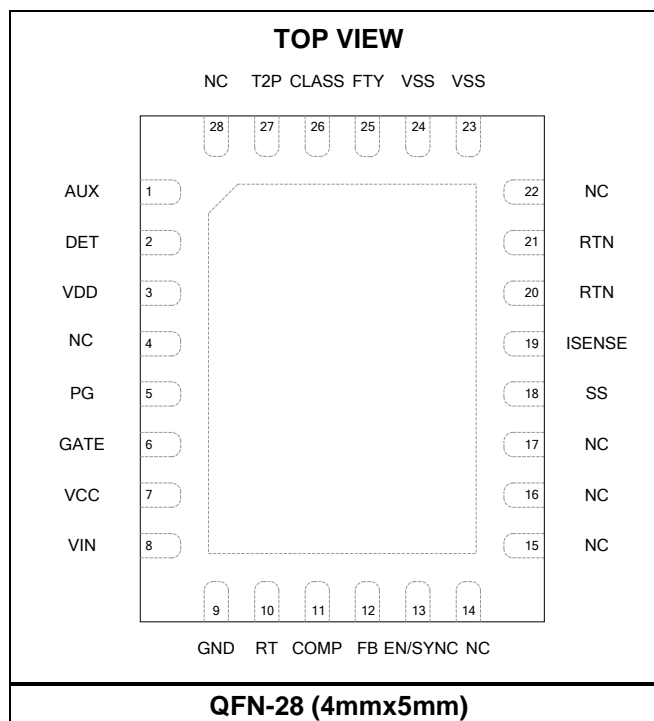 TOP VIEW
NC T2P CLASS FTY VSS VSS
28 27 26 25 24 23
AUX 1 22 NC
DET 2 21 RTN
VDD 3 20 RTN
NC 4 19 ISENSE
PG 5 18 SS
GATE 6 17 NC
VCC 7 16 NC
VIN 8 15 NC
9 10 11 12 13 14
GND RT COMP FB EN/SYNC NC
QFN-28 (4mmx5mm)